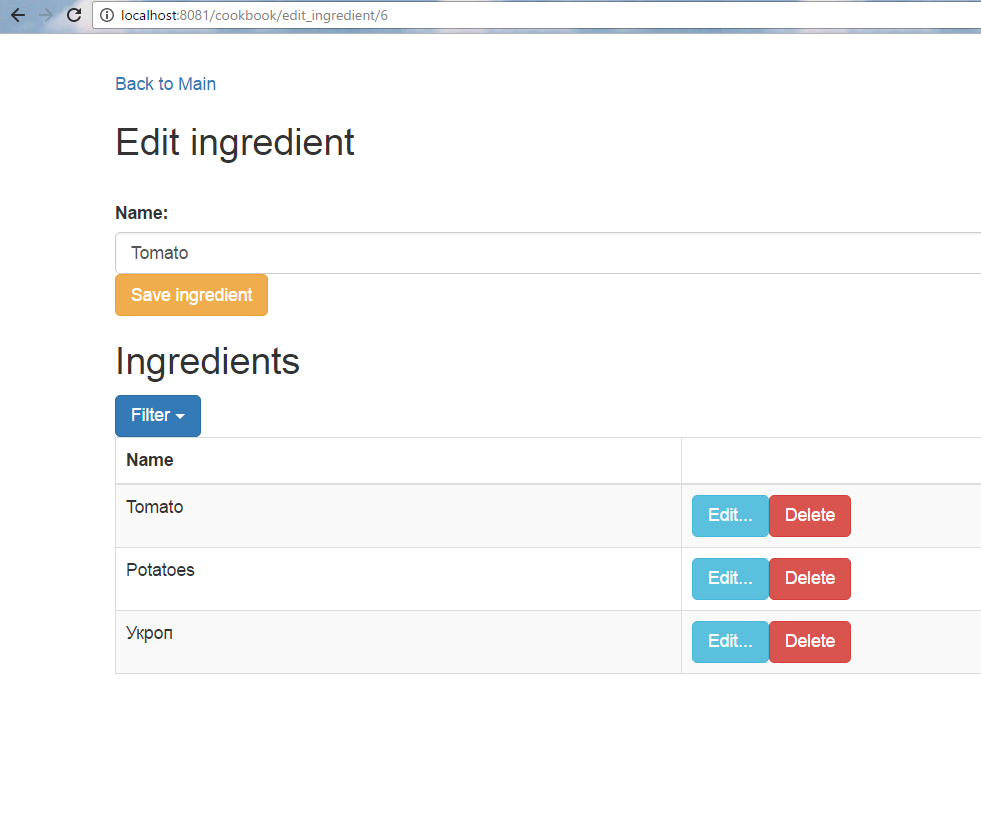 localhost:8081/cookbook/edit_ingredient/6
Back to Main
Edit ingredient
Name:
Tomato
Save ingredient
Ingredients
Filter
Name
Tomato Edit... Delete
Potatoes Edit... Delete
Укроп Edit... Delete